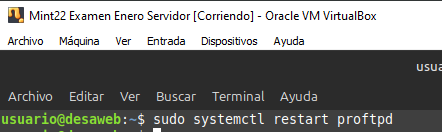 Mint22 Examen Enero Servidor [Corriendo] - Oracle VM VirtualBox
Archivo Máquina Ver Entrada Dispositivos Ayuda
usua
Archivo Editar Ver Buscar Terminal Ayuda
usuario@desaweb:~$ sudo systemctl restart proftpd